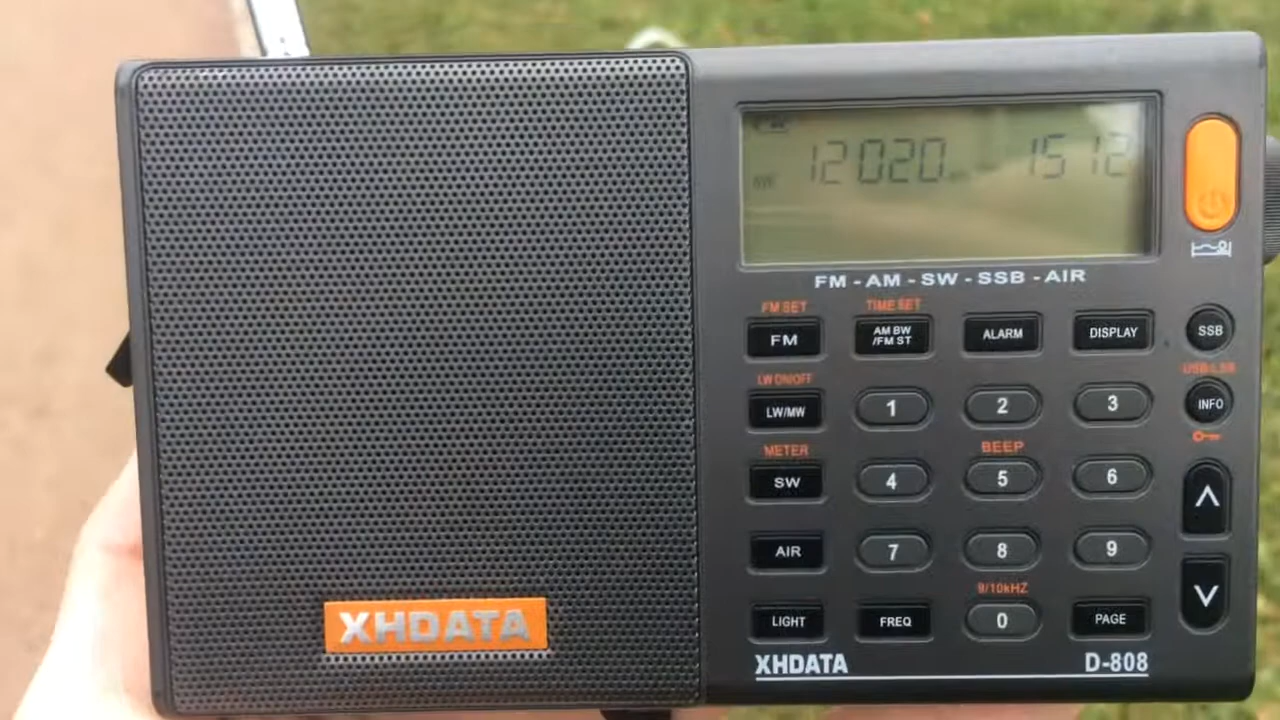 12020 15 12
FM - AM - SW - SSB - AIR
FM SET TIME SET
FM AM BW ALARM DISPLAY SSB
/FM ST
LW ON/OFF USB/LSB
LW/MW 1 2 3 INFO
METER BEEP
SW 4 5 6
AIR 7 8 9
9/10kHZ
LIGHT FREQ 0 PAGE
XHDATA
XHDATA D-808